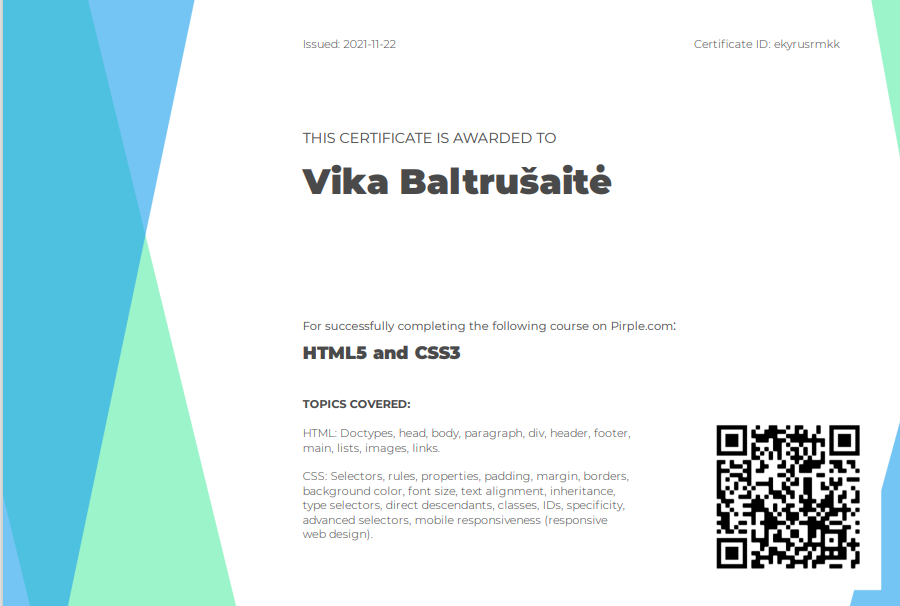 Issued: 2021-11-22
Certificate ID: ekyrusrmkk
THIS CERTIFICATE IS AWARDED TO
Vika Baltrušaitė
For successfully completing the following course on Pirple.com:
HTML5 and CSS3
TOPICS COVERED:
HTML: Doctypes, head, body, paragraph, div, header, footer,
main, lists, images, links.
CSS: Selectors, rules, properties, padding, margin, borders,
background color, font size, text alignment, inheritance,
type selectors, direct descendants, classes, IDs, specificity,
advanced selectors, mobile responsiveness (responsive
web design).